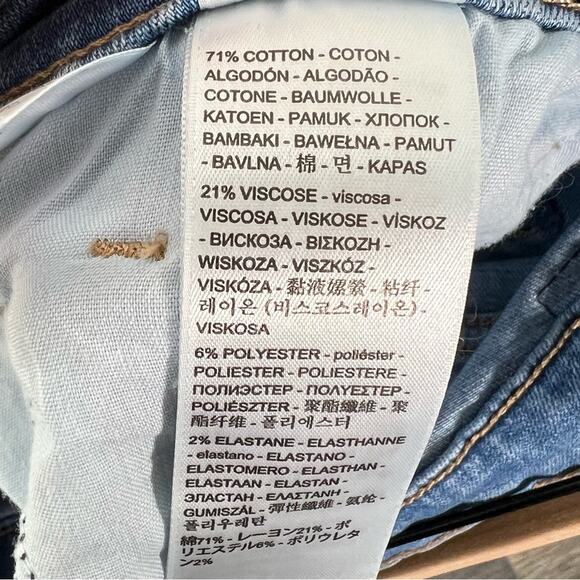 71% COTTON - COTON -
ALGODÓN - ALGODÃO -
COTONE - BAUMWOLLE -
KATOEN - PAMUK - ХЛОПОК -
BAMBAKI - BAWEŁNA - PAMUT
- BAVLNA - 棉 - 면 - KAPAS
21% VISCOSE - viscosa -
VISCOSA - VISKOSE - VİSKOZ
- ВИСКОЗА - ΒΙΣΚΟΖΗ -
WISKOZA - VISZKÓZ -
VISKÓZA - 黏液嫘縈 - 粘纤 -
레이온 (비스코스레이온) -
VISKOSA
6% POLYESTER - poliéster -
POLIESTER - POLIESTERE -
ПОЛИЭСТЕР - ΠΟΛΥΕΣΤΕΡ -
POLIÉSZTER - 聚酯纖維 - 聚
酯纤维 - 폴리에스터
2% ELASTANE - ELASTHANNE
- elastano - ELASTANO -
ELASTOMERO - ELASTHAN -
ELASTAAN - ELASTAN -
ЭЛАСТАН - ΕΛΑΣΤΑΝΗ -
GUMISZÁL - 彈性纖維 - 氨纶 -
폴리우레탄
綿71% - レーヨン21% - ポ
リエステル6% - ポリウレタ
ン2%